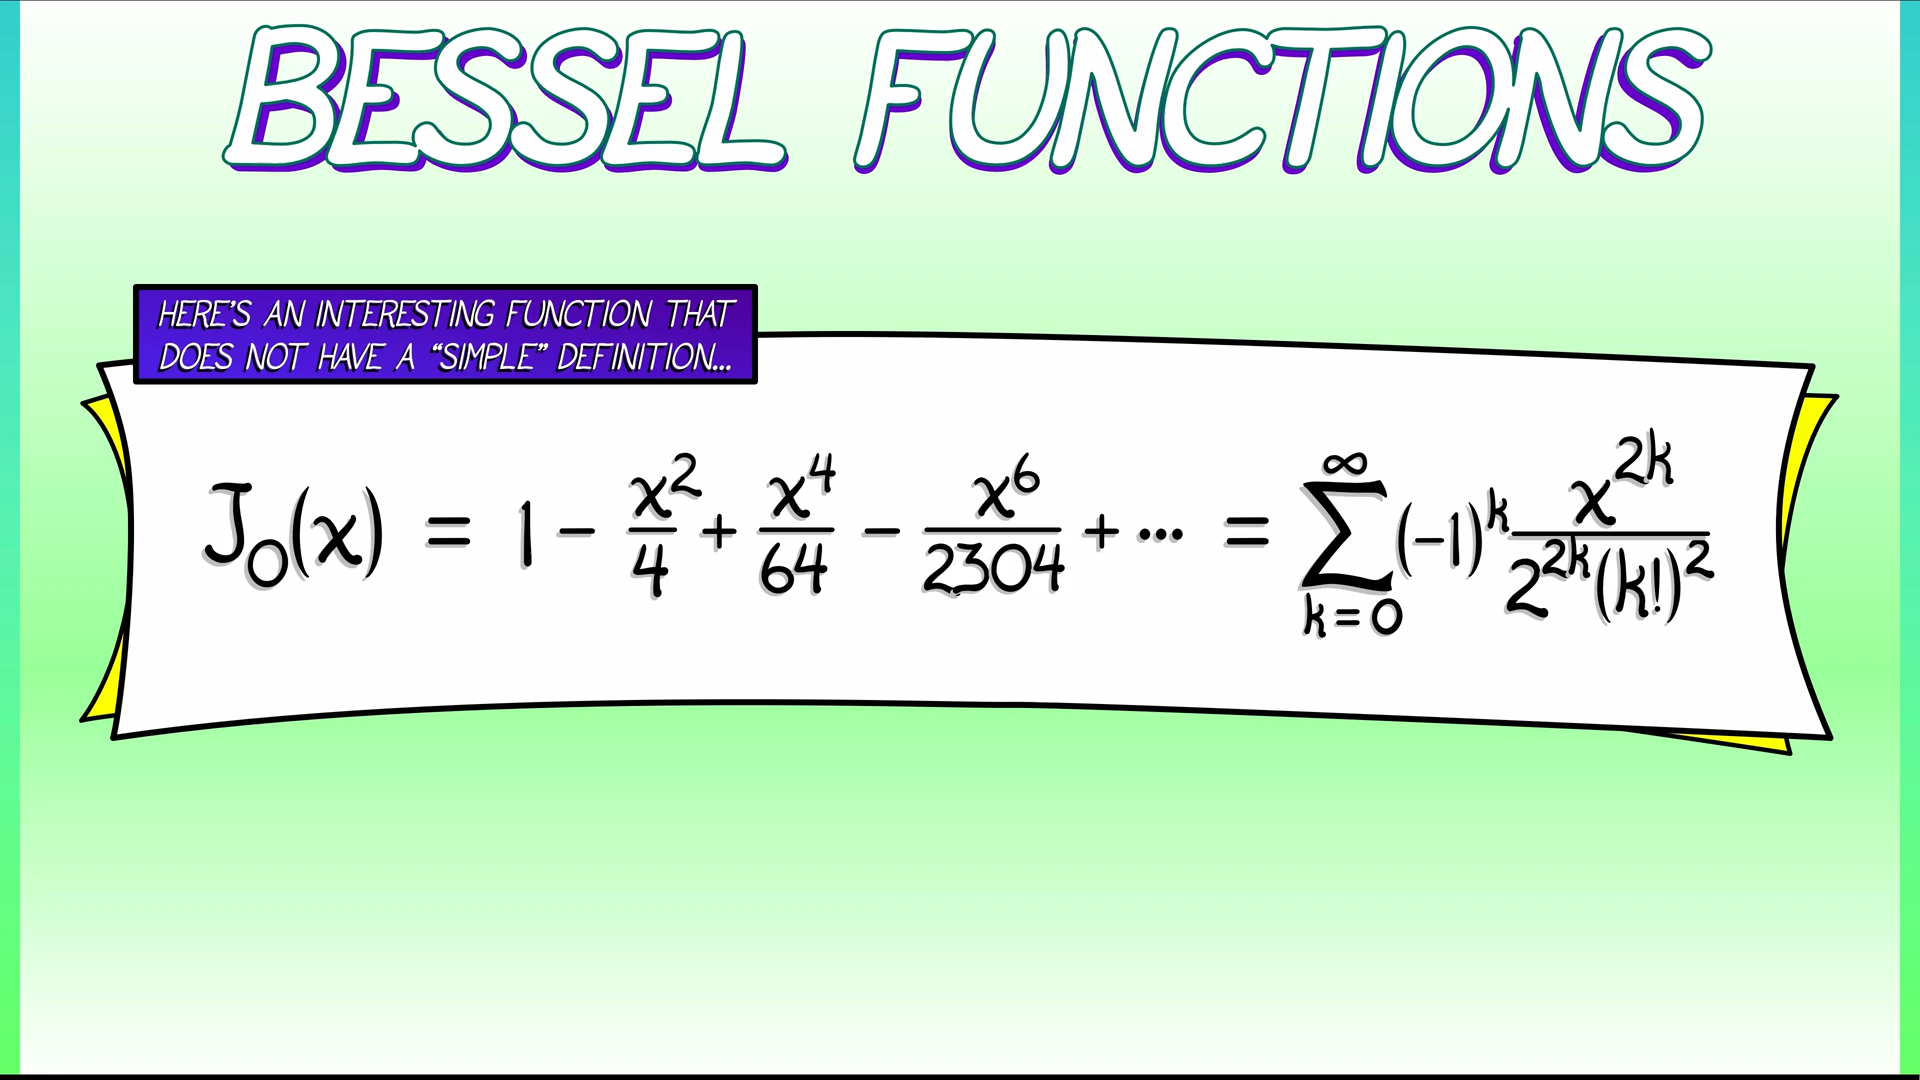 BESSEL FUNCTIONS
HERE'S AN INTERESTING FUNCTION THAT
DOES NOT HAVE A “SIMPLE” DEFINITION...
J₀(x) = 1 − x²/4 + x⁴/64 − x⁶/2304 + ⋯ = ∑_{k=0}^{∞} (−1)^k x^{2k}/(2^{2k}(k!)²)